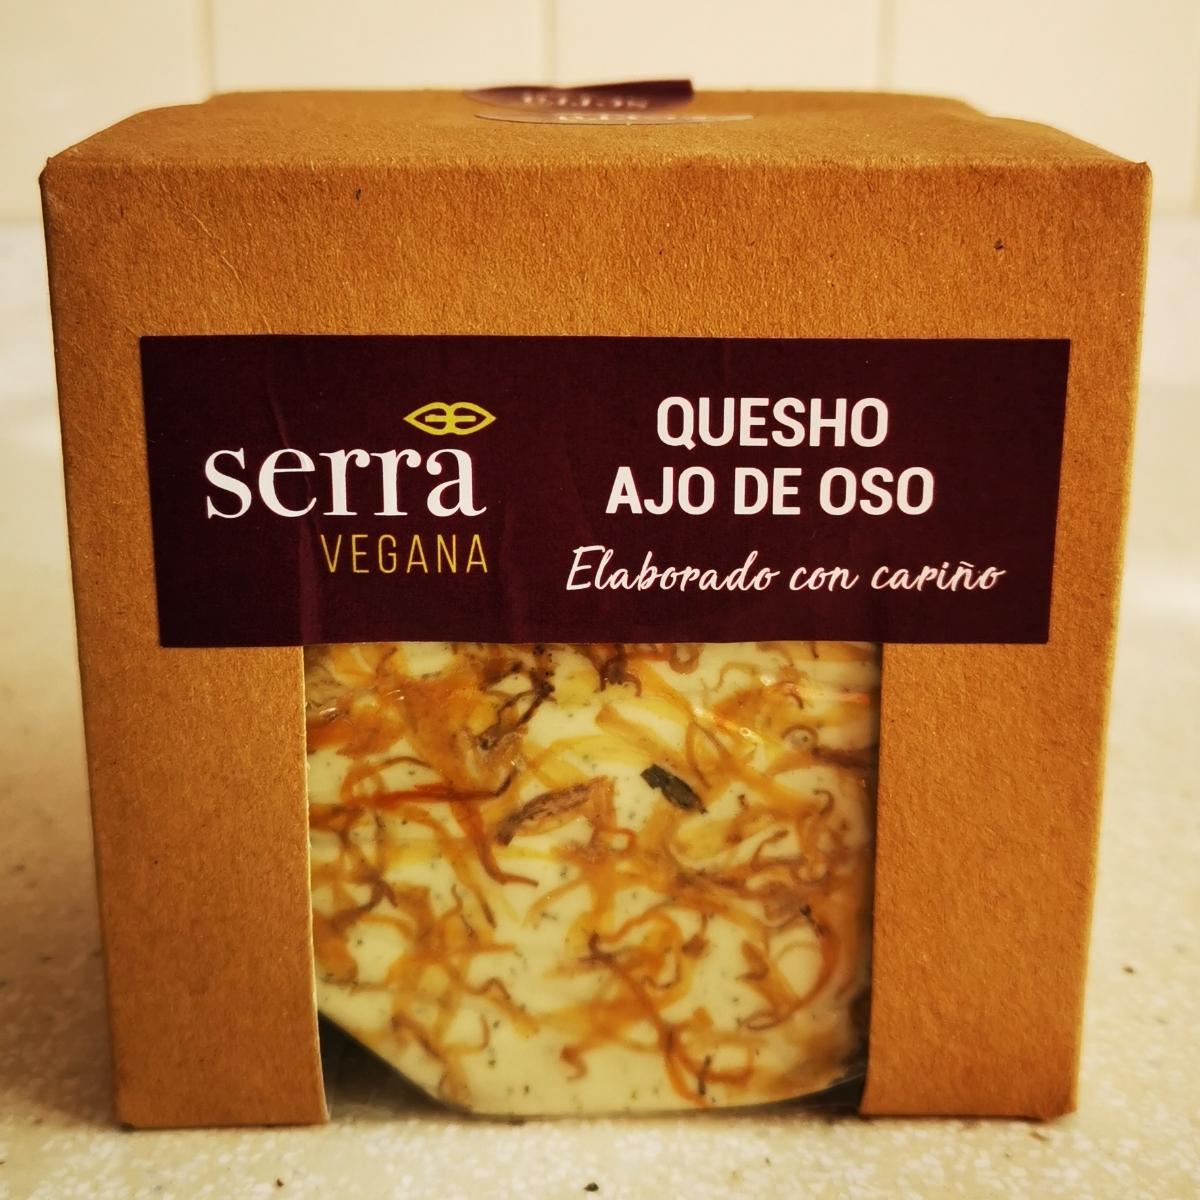 serra
VEGANA
QUESHO
AJO DE OSO
Elaborado con cariño